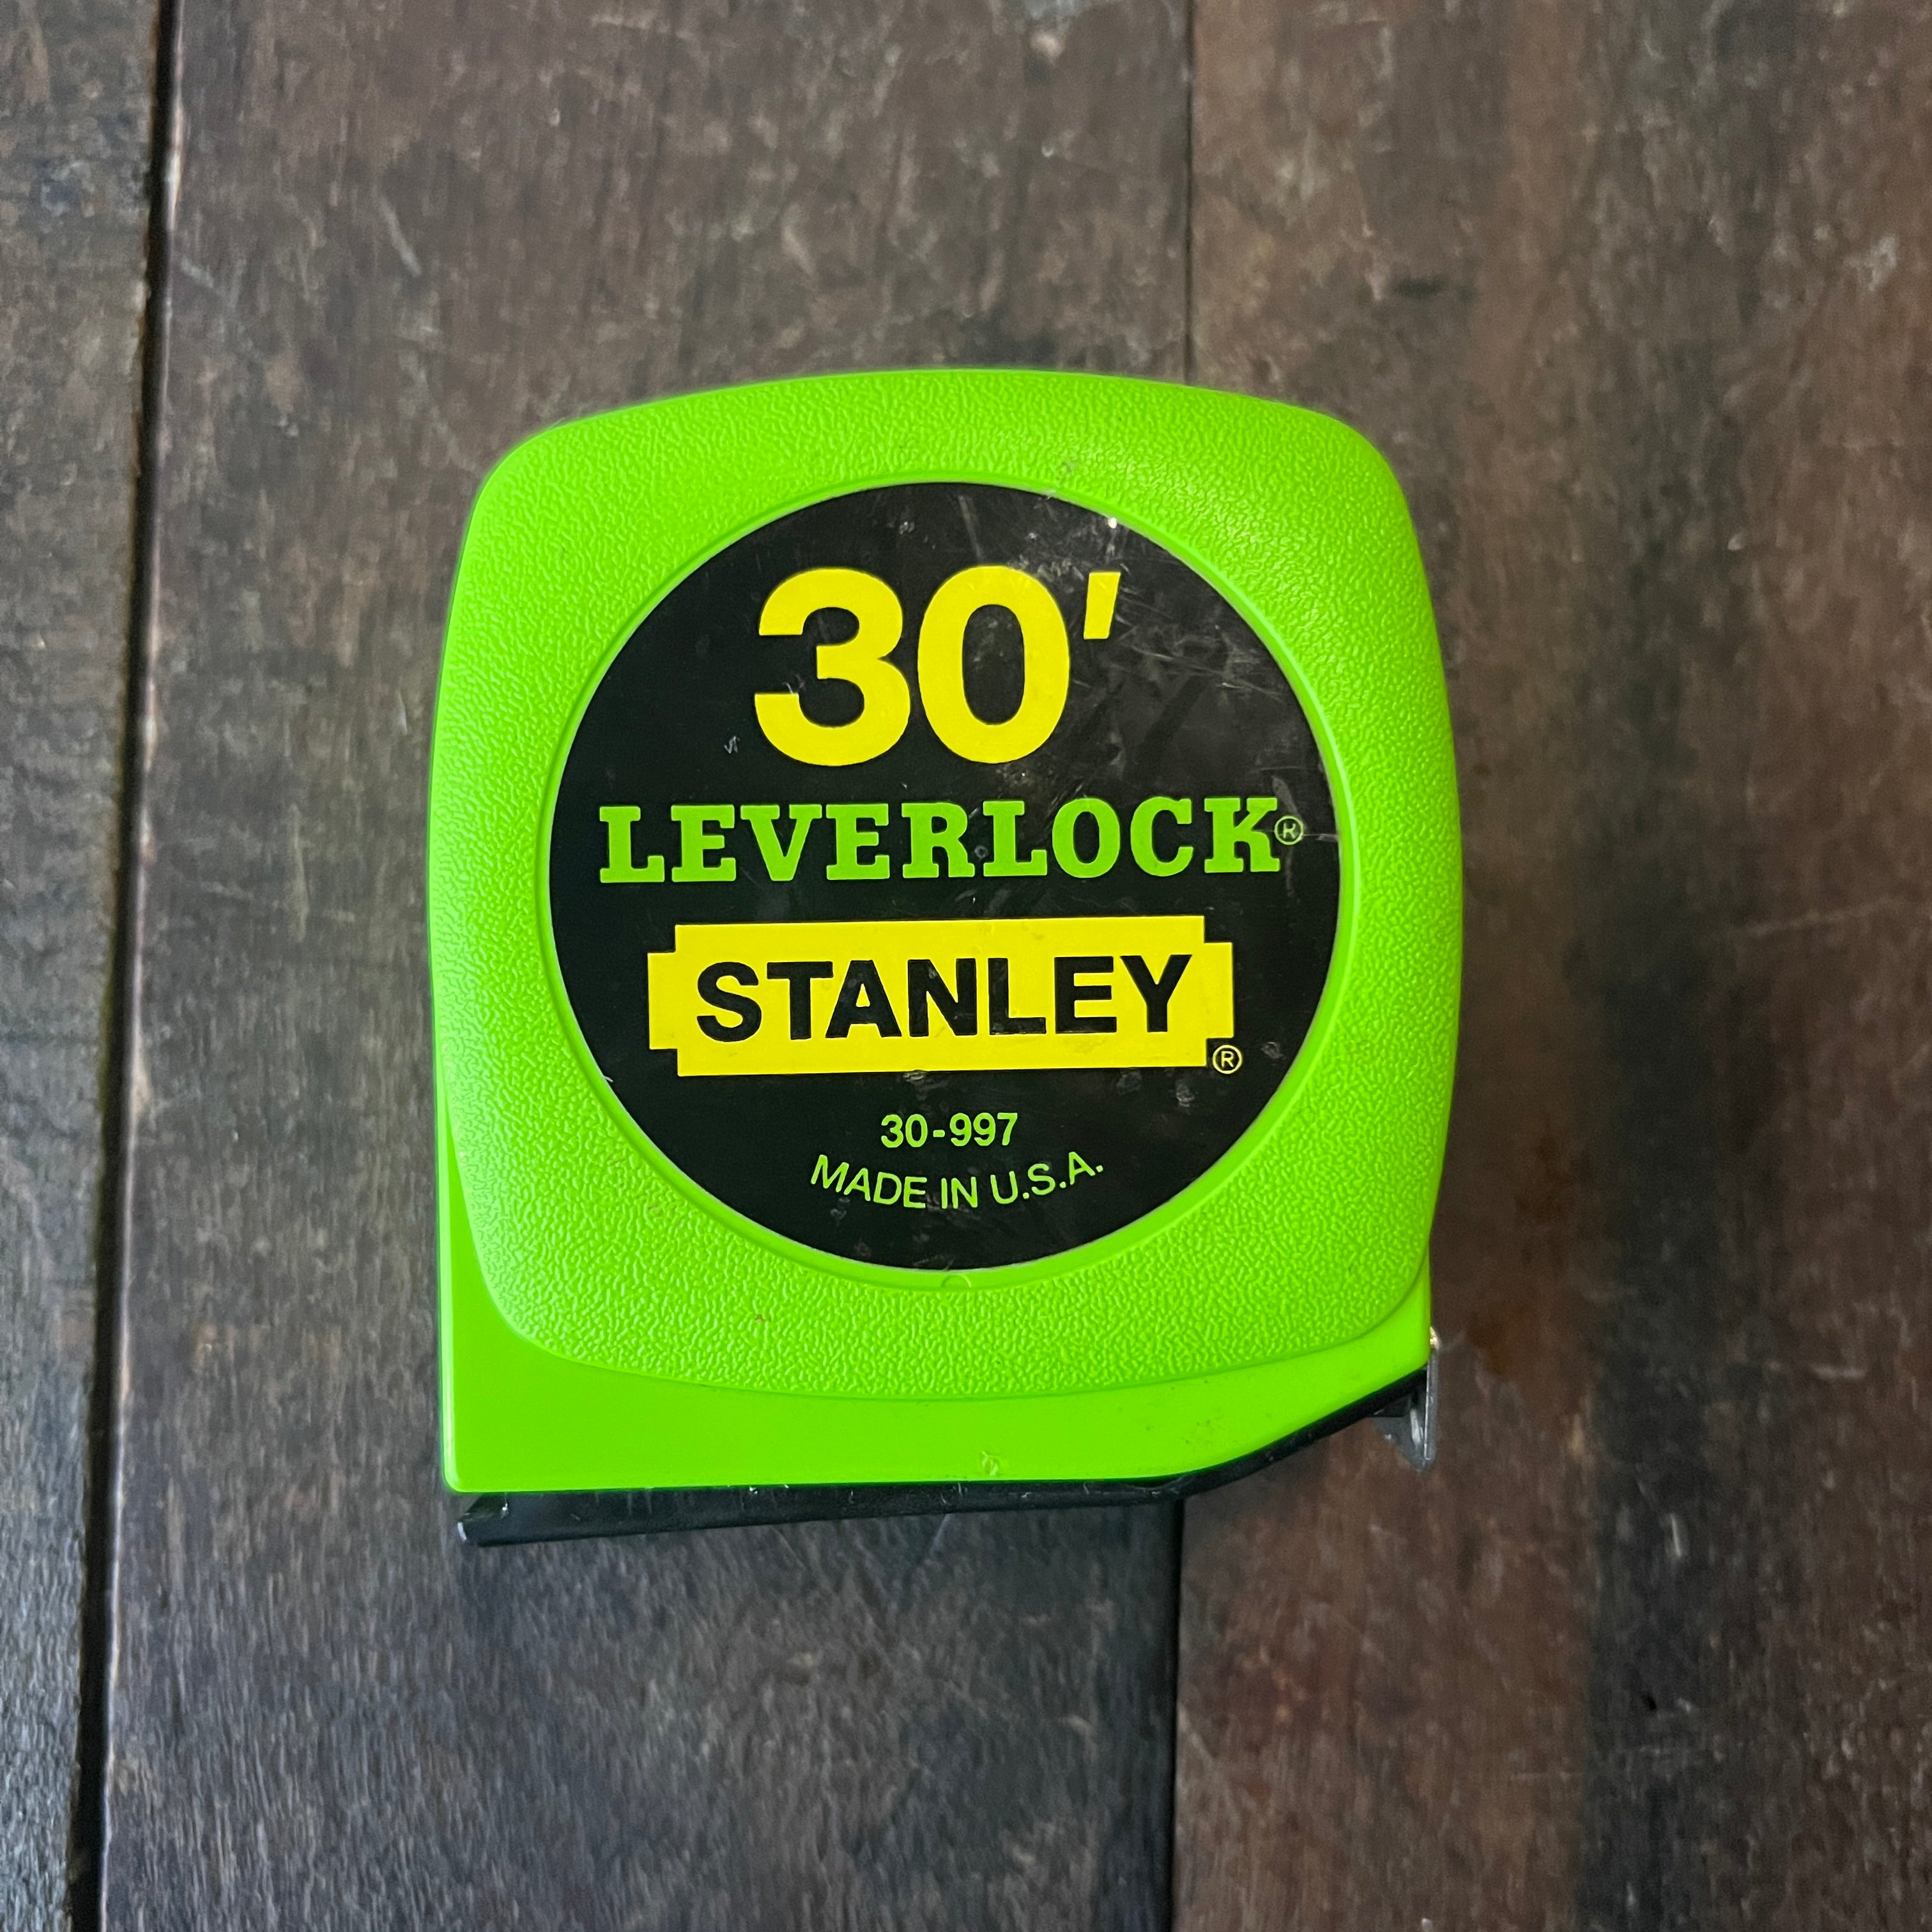 30'
LEVERLOCK®
STANLEY®
30-997
MADE IN U.S.A.